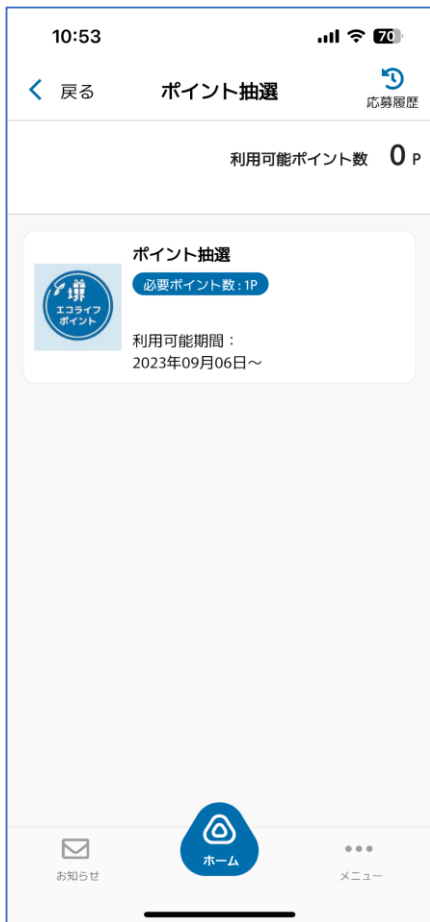 10:53
70
戻る
ポイント抽選
応募履歴
利用可能ポイント数 0 P
ポイント抽選
必要ポイント数:1P
堺
エコライフ
ポイント
利用可能期間：
2023年09月06日～
お知らせ
ホーム
メニュー